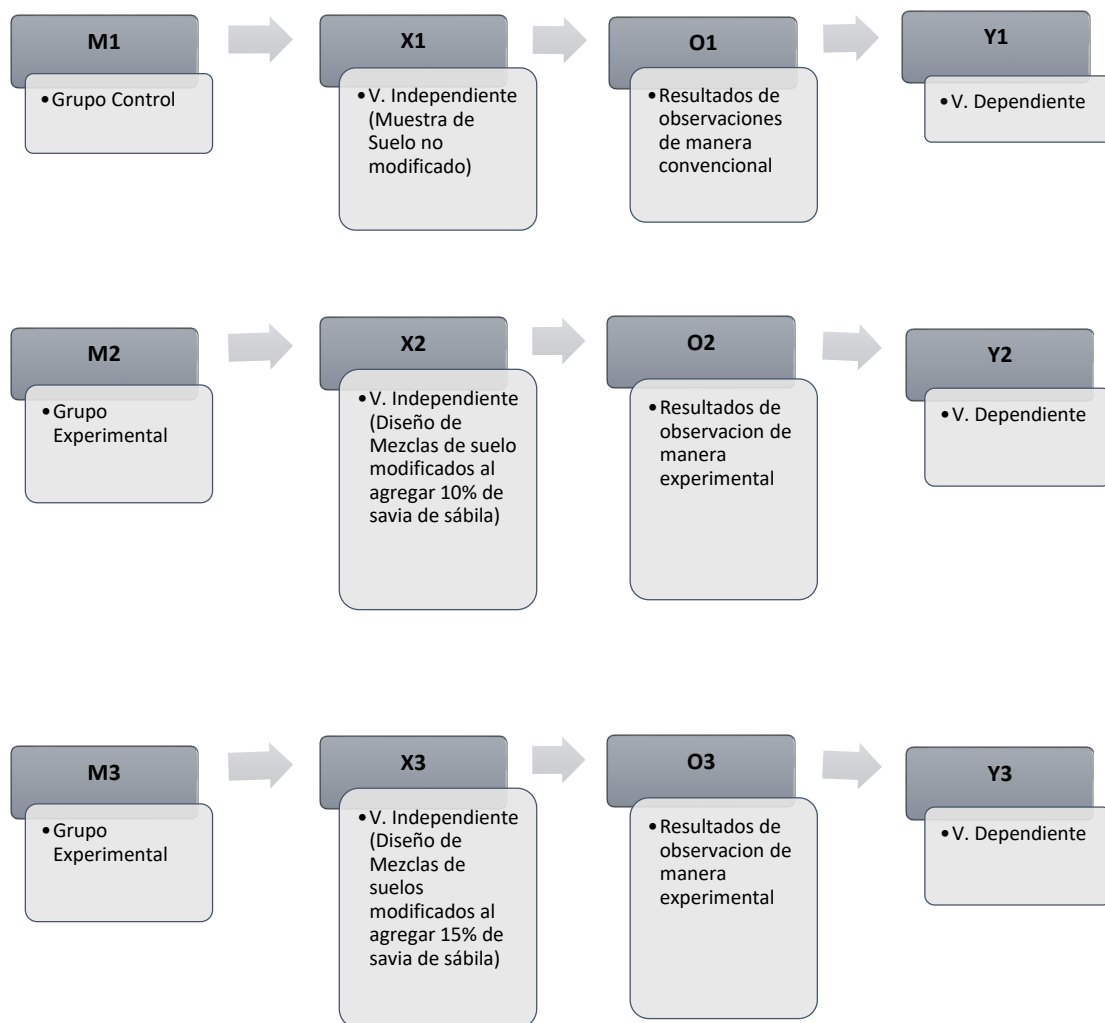 M1
•Grupo Control
X1
•V. Independiente
(Muestra de
Suelo no
modificado)
O1
•Resultados de
observaciones
de manera
convencional
Y1
•V. Dependiente
M2
•Grupo
Experimental
X2
•V. Independiente
(Diseño de
Mezclas de suelo
modificados al
agregar 10% de
savia de sábila)
O2
•Resultados de
observacion de
manera
experimental
Y2
•V. Dependiente
M3
•Grupo
Experimental
X3
•V. Independiente
(Diseño de
Mezclas de
suelos
modificados al
agregar 15% de
savia de sábila)
O3
•Resultados de
observacion de
manera
experimental
Y3
•V. Dependiente